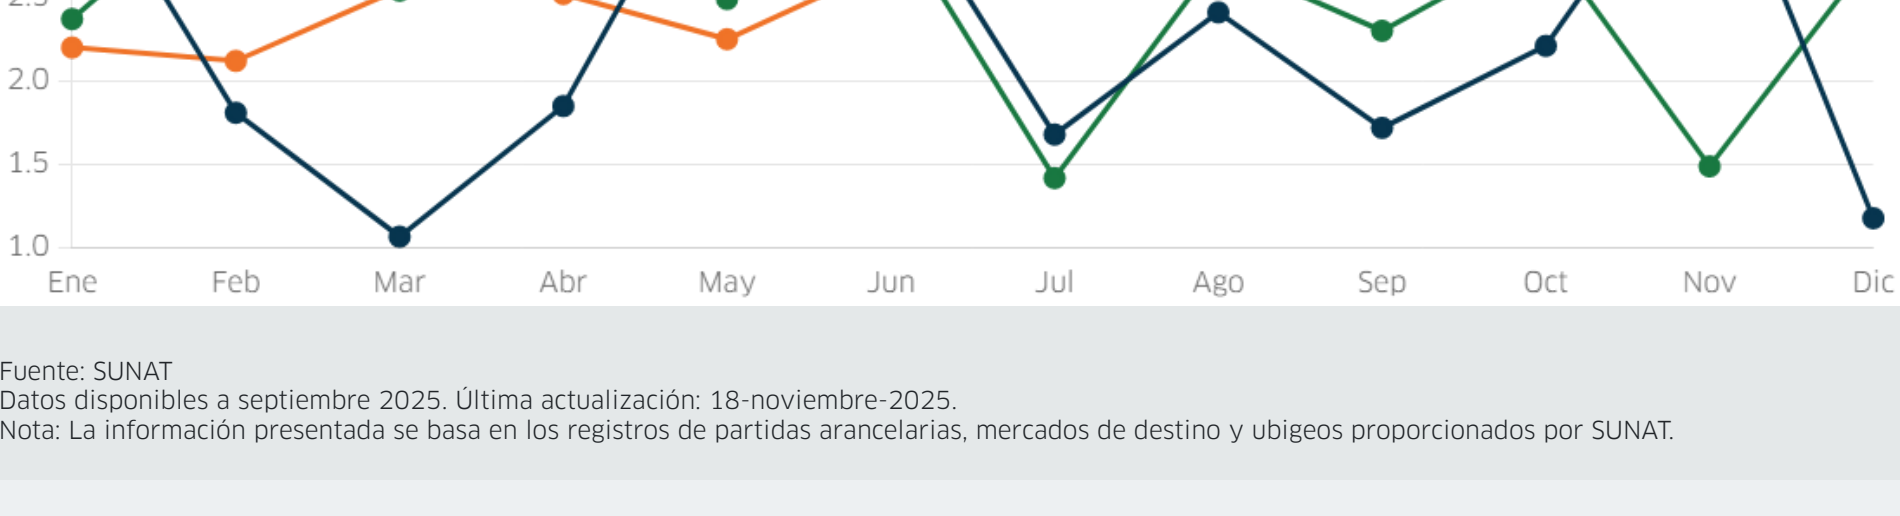 2.5
2.0
1.5
1.0
Ene Feb Mar Abr May Jun Jul Ago Sep Oct Nov Dic
Fuente: SUNAT
Datos disponibles a septiembre 2025. Última actualización: 18-noviembre-2025.
Nota: La información presentada se basa en los registros de partidas arancelarias, mercados de destino y ubigeos proporcionados por SUNAT.